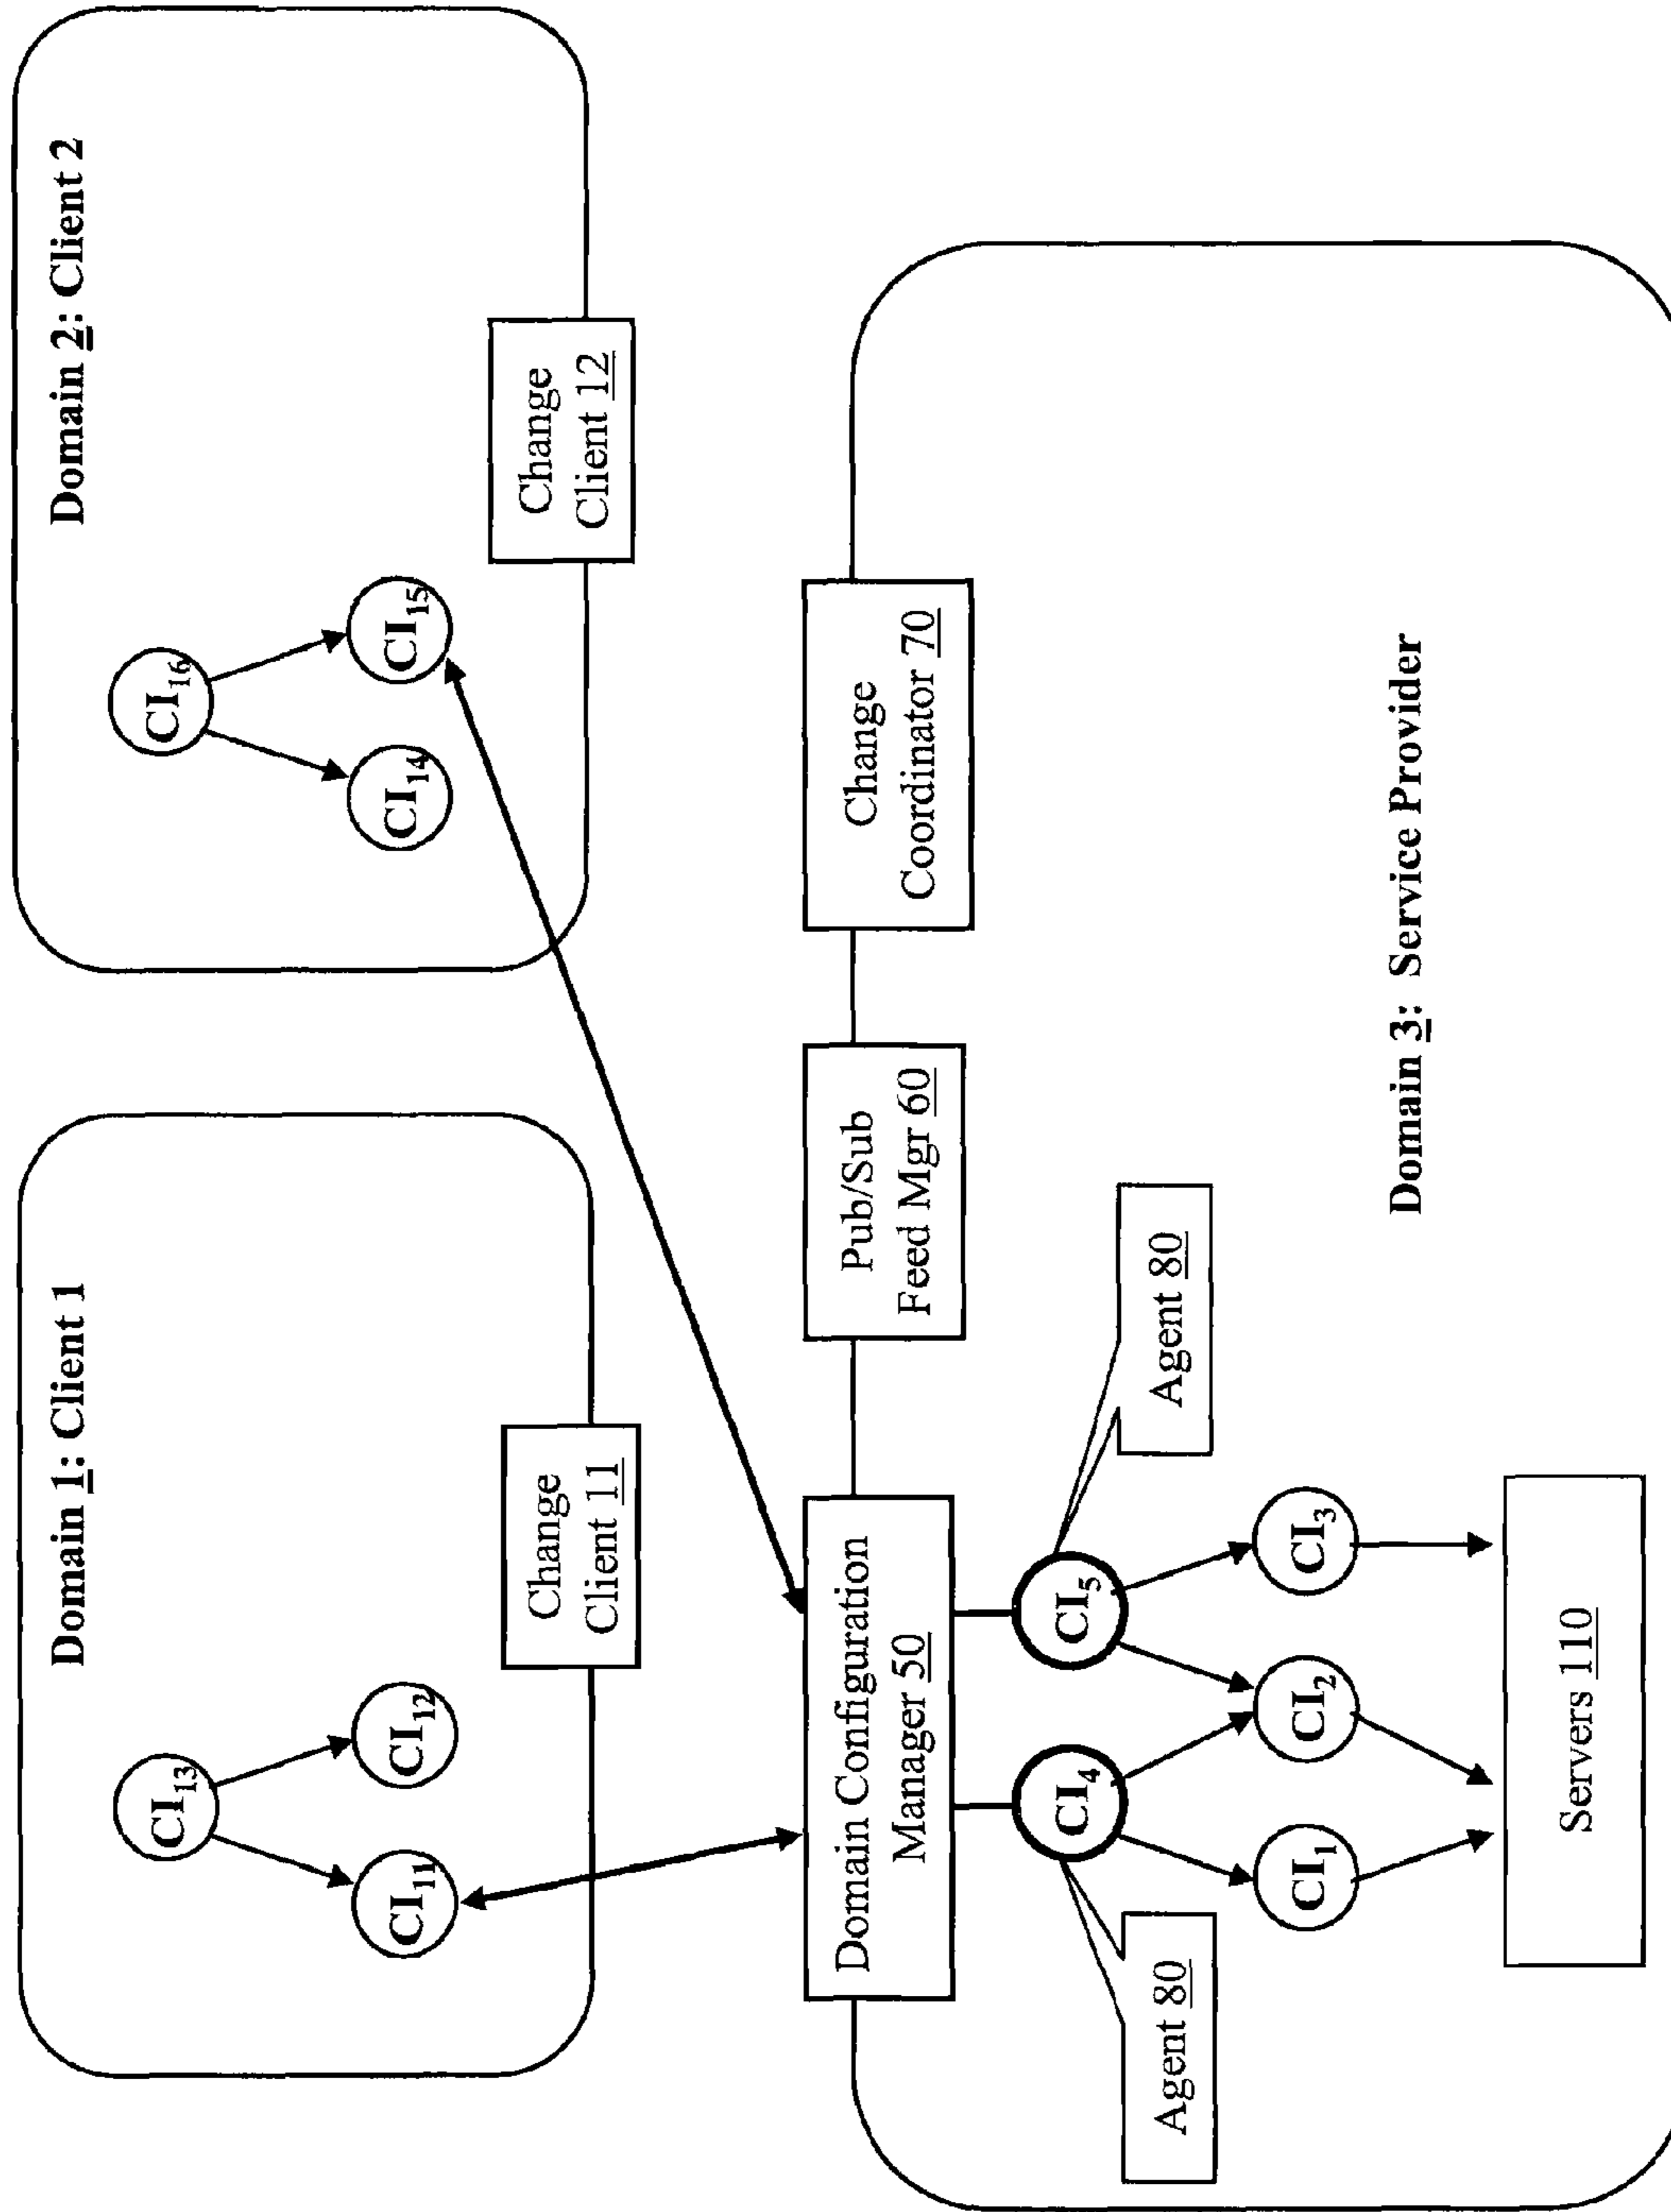 Domain 1: Client 1
CI13
CI11
CI12
Change
Client 11
Domain 2: Client 2
CI16
CI14
CI15
Change
Client 12
Domain Configuration
Manager 50
Pub/Sub
Feed Mgr 60
Change
Coordinator 70
CI4
CI5
Agent 80
Agent 80
CI1
CI2
CI3
Servers 110
Domain 3: Service Provider